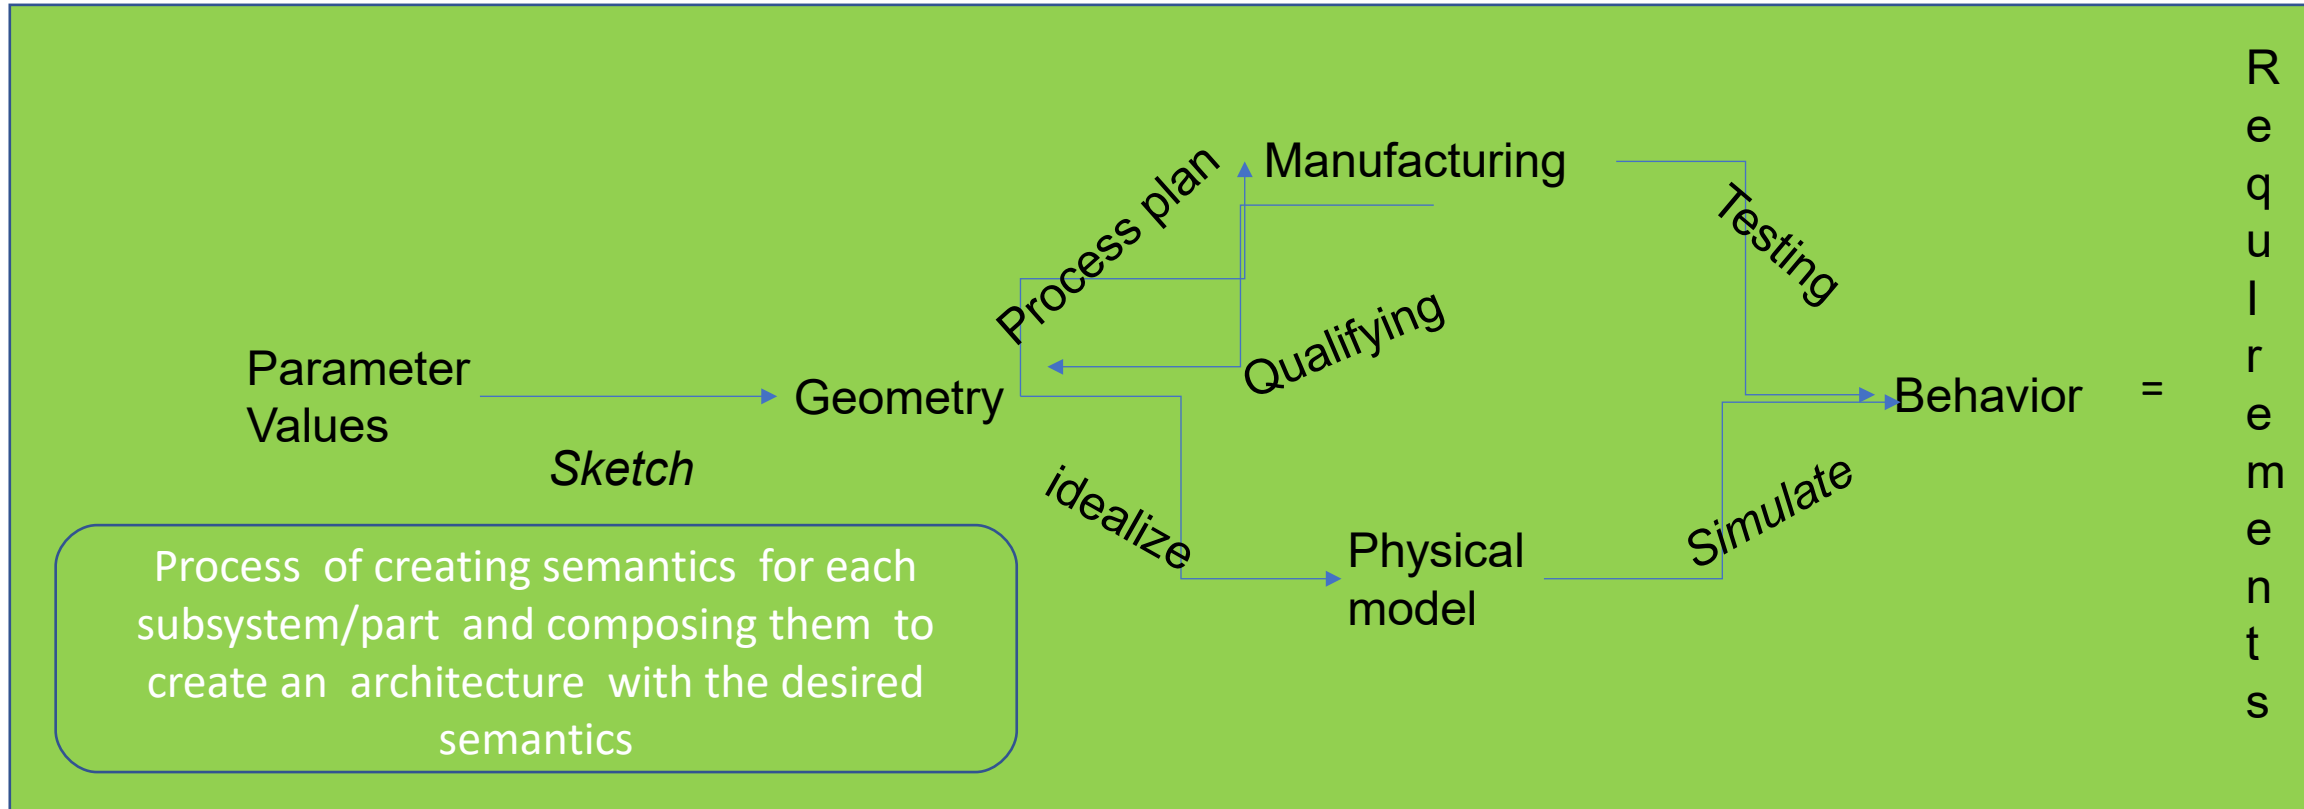 Manufacturing
Process plan
Testing
Qualifying
Parameter
Values
Geometry
Behavior
=
Sketch
idealize
Simulate
Physical
model
Process of creating semantics for each
subsystem/part and composing them to
create an architecture with the desired
semantics
R
e
q
u
I
r
e
m
e
n
t
s